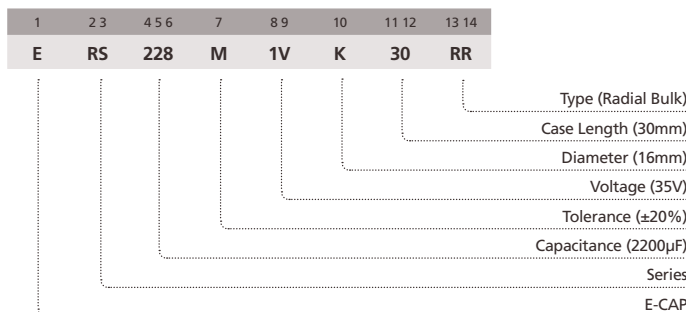 1 2 3 4 5 6 7 8 9 10 11 12 13 14
E RS 228 M 1V K 30 RR
Type (Radial Bulk)
Case Length (30mm)
Diameter (16mm)
Voltage (35V)
Tolerance (±20%)
Capacitance (2200µF)
Series
E-CAP